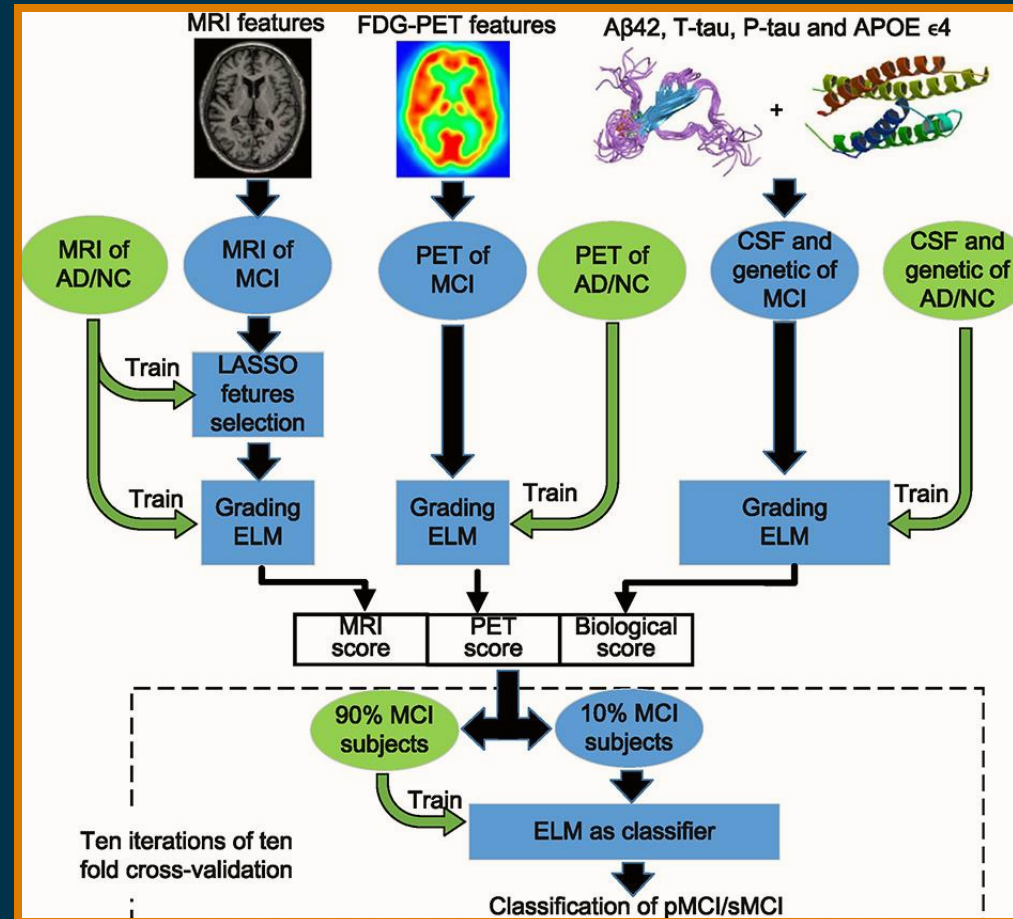 MRI features
FDG-PET features
Aβ42, T-tau, P-tau and APOE ϵ4
+
MRI of
AD/NC
MRI of
MCI
PET of
MCI
PET of
AD/NC
CSF and
genetic of
MCI
CSF and
genetic of
AD/NC
Train
LASSO
fetures
selection
Train
Grading
ELM
Grading
ELM
Train
Grading
ELM
Train
MRI
score
PET
score
Biological
score
90% MCI
subjects
10% MCI
subjects
Train
ELM as classifier
Ten iterations of ten
fold cross-validation
Classification of pMCI/sMCI